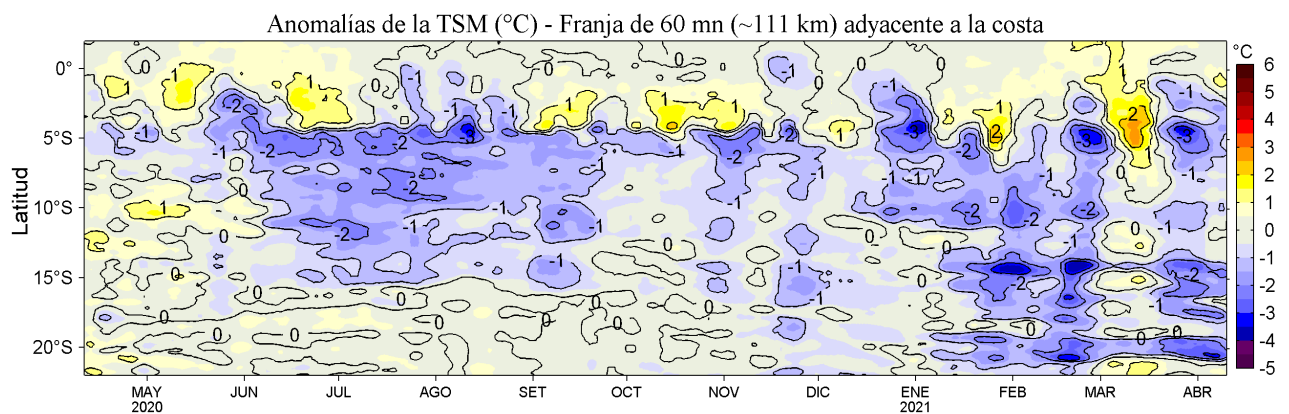 Anomalías de la TSM (°C) - Franja de 60 mn (~111 km) adyacente a la costa
°C
Latitud
0°
5°S
10°S
15°S
20°S
6
5
4
3
2
1
0
-1
-2
-3
-4
-5
MAY JUN JUL AGO SET OCT NOV DIC ENE FEB MAR ABR
2020 2021